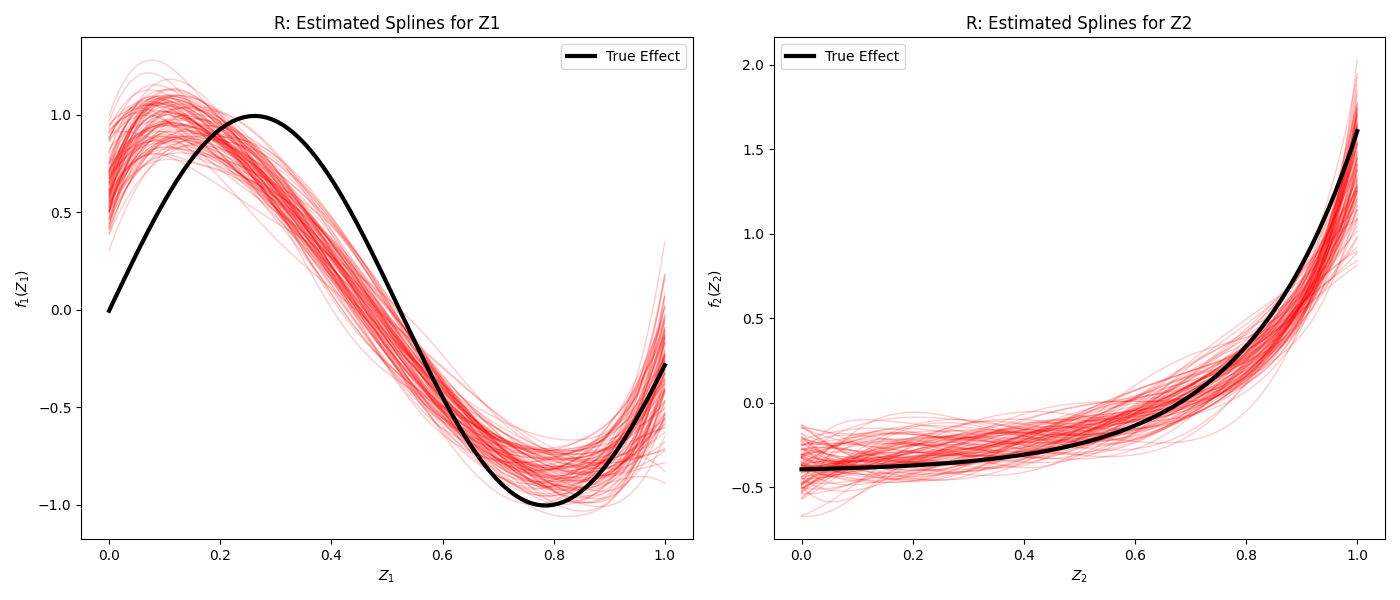 R: Estimated Splines for Z1
True Effect
1.0
0.5
0.0
−0.5
−1.0
f₁(Z₁)
0.0 0.2 0.4 0.6 0.8 1.0
Z₁
R: Estimated Splines for Z2
True Effect
2.0
1.5
1.0
0.5
0.0
−0.5
f₂(Z₂)
0.0 0.2 0.4 0.6 0.8 1.0
Z₂